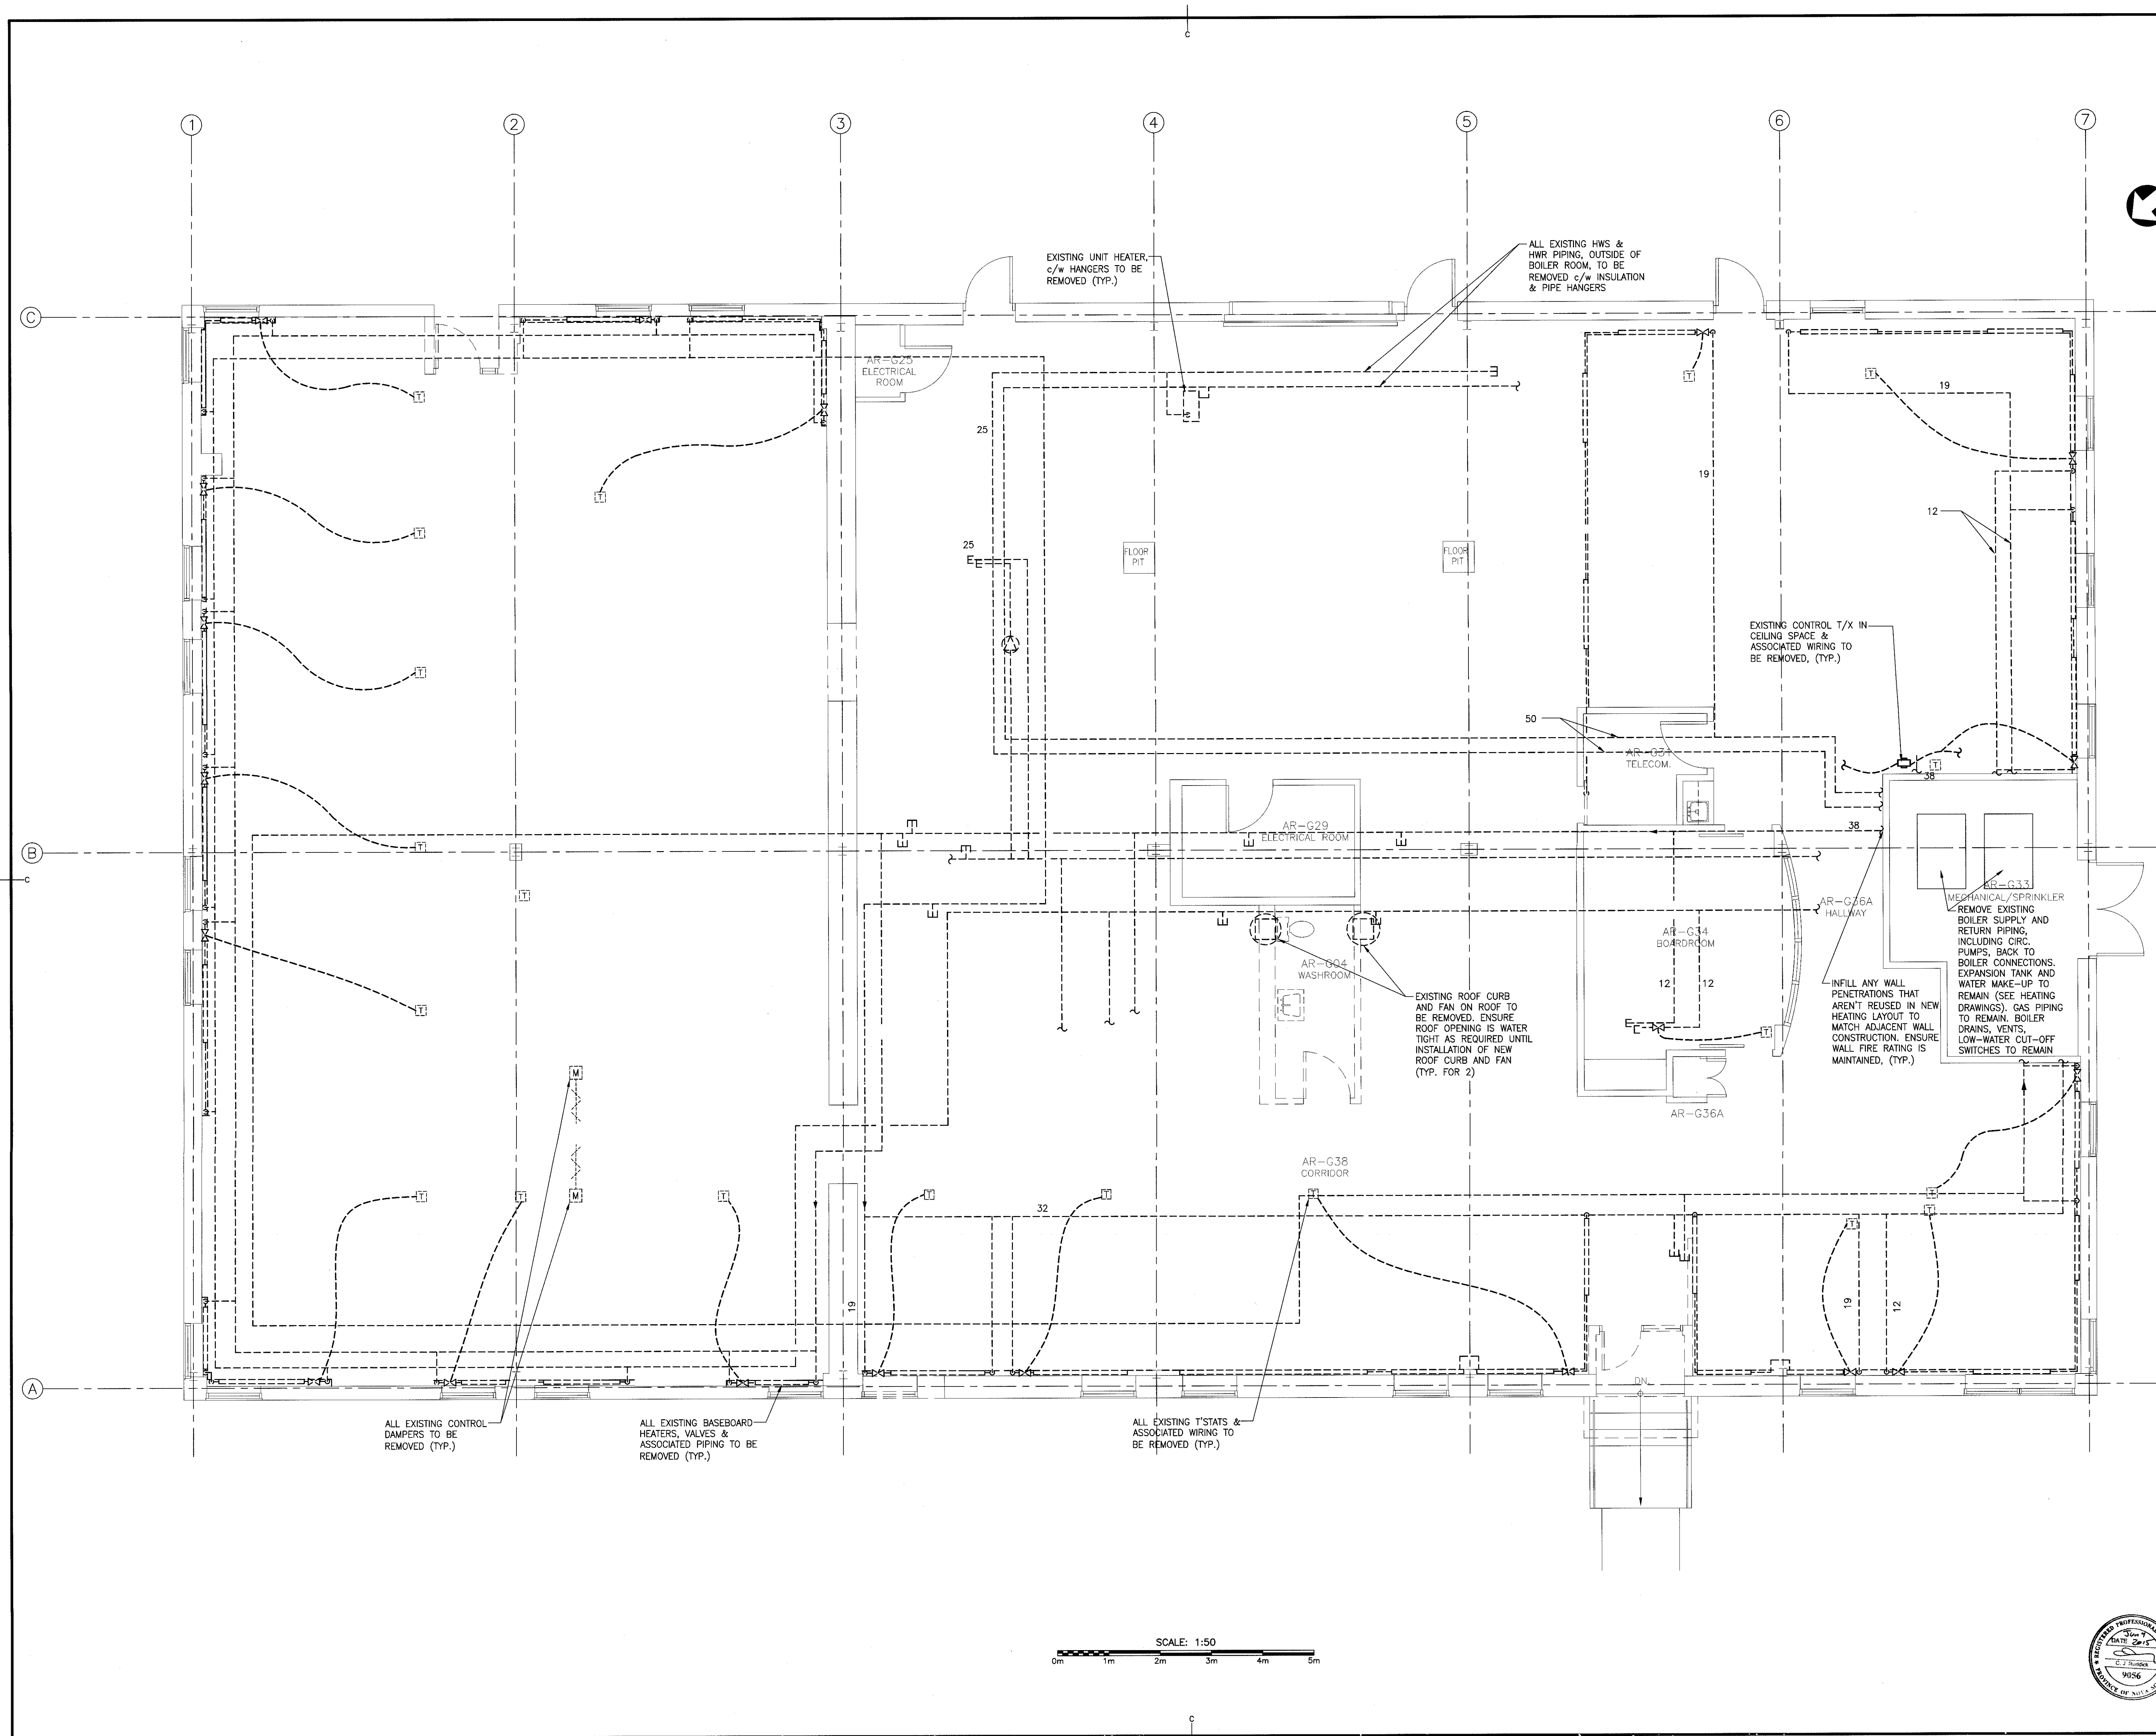 C
1
2
3
4
5
6
7
EXISTING UNIT HEATER,
c/w HANGERS TO BE
REMOVED (TYP.)
ALL EXISTING HWS &
HWR PIPING, OUTSIDE OF
BOILER ROOM, TO BE
REMOVED c/w INSULATION
& PIPE HANGERS
C
AR-G25
ELECTRICAL
ROOM
T
T
T
19
25
T
19
T
12
T
25
E
E
FLOOR
PIT
FLOOR
PIT
EXISTING CONTROL T/X IN
CEILING SPACE &
ASSOCIATED WIRING TO
BE REMOVED, (TYP.)
T
50
AR-G31
TELECOM.
T
38
AR-G29
ELECTRICAL ROOM
38
B
T
C
T
AR-G33
MECHANICAL/SPRINKLER
AR-G36A
HALLWAY
REMOVE EXISTING
BOILER SUPPLY AND
RETURN PIPING,
INCLUDING CIRC.
PUMPS, BACK TO
BOILER CONNECTIONS.
EXPANSION TANK AND
WATER MAKE-UP TO
REMAIN (SEE HEATING
DRAWINGS). GAS PIPING
TO REMAIN. BOILER
DRAINS, VENTS,
LOW-WATER CUT-OFF
SWITCHES TO REMAIN
AR-G34
BOARDROOM
AR-G04
WASHROOM
12
12
INFILL ANY WALL
PENETRATIONS THAT
AREN'T REUSED IN NEW
HEATING LAYOUT TO
MATCH ADJACENT WALL
CONSTRUCTION. ENSURE
WALL FIRE RATING IS
MAINTAINED, (TYP.)
EXISTING ROOF CURB
AND FAN ON ROOF TO
BE REMOVED. ENSURE
ROOF OPENING IS WATER
TIGHT AS REQUIRED UNTIL
INSTALLATION OF NEW
ROOF CURB AND FAN
(TYP. FOR 2)
T
T
E
E
M
AR-G36A
AR-G38
CORRIDOR
T
T
M
T
T
T
T
T
32
T
T
19
19
12
A
DN.
ALL EXISTING CONTROL
DAMPERS TO BE
REMOVED (TYP.)
ALL EXISTING BASEBOARD
HEATERS, VALVES &
ASSOCIATED PIPING TO BE
REMOVED (TYP.)
ALL EXISTING T'STATS &
ASSOCIATED WIRING TO
BE REMOVED (TYP.)
SCALE: 1:50
0m 1m 2m 3m 4m 5m
REGISTERED PROFESSIONAL
DATE 2015
9056
PROVINCE OF NOVA
C